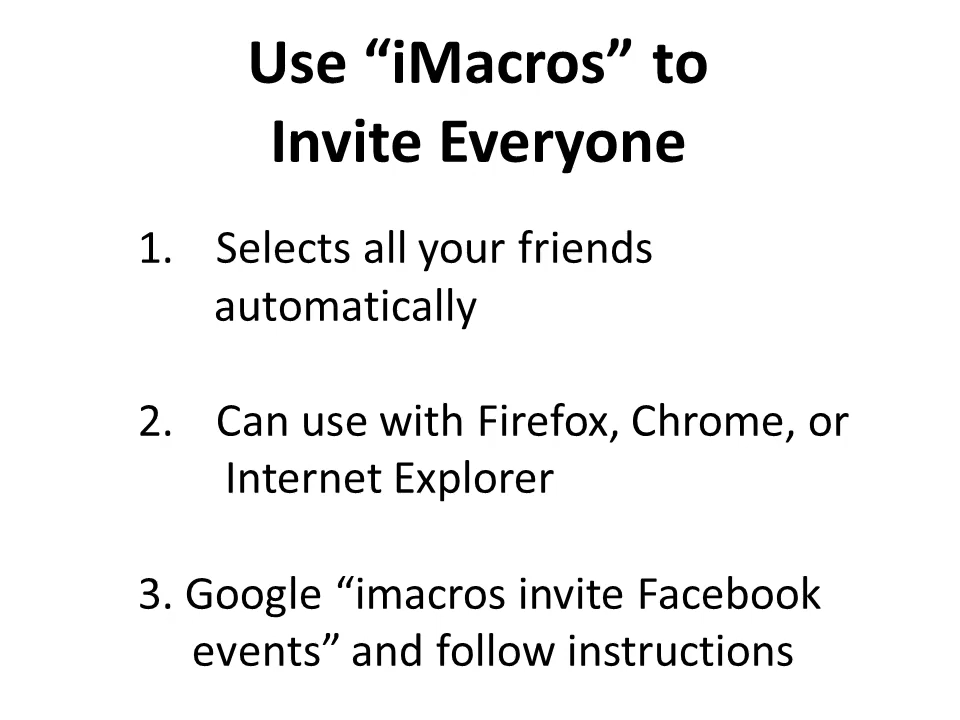 Use “iMacros” to
Invite Everyone
1. Selects all your friends
automatically
2. Can use with Firefox, Chrome, or
Internet Explorer
3. Google “imacros invite Facebook
events” and follow instructions